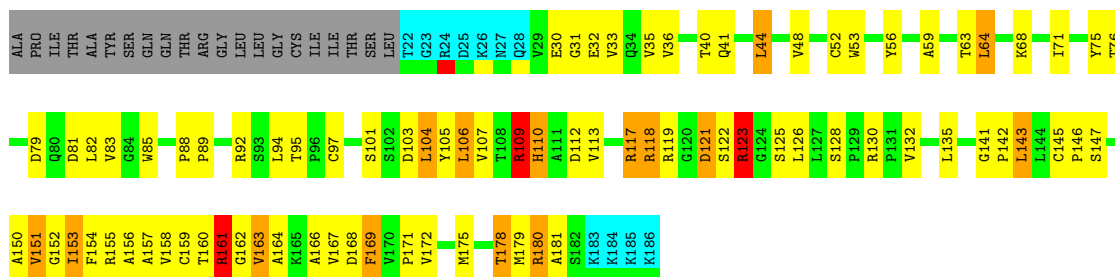 ALA PRO ILE THR ALA TYR SER GLN GLN THR ARG GLY LEU LEU GLY CYS ILE ILE THR SER LEU T22 G23 R24 D25 K26 N27 Q28 V29 E30 G31 E32 V33 Q34 V35 V36 T40 Q41 L44 V48 C52 W53 Y56 A59 T63 L64 K68 I71 Y75 T76
D79 Q80 D81 L82 V83 G84 W85 P88 P89 R92 S93 L94 T95 P96 C97 S101 S102 D103 L104 Y105 L106 V107 T108 R109 H110 A111 D112 V113 R117 R118 R119 G120 D121 S122 R123 G124 S125 L126 L127 S128 P129 R130 P131 V132 L135 G141 P142 L143 L144 C145 P146 S147
A150 V151 G152 I153 F154 R155 A156 A157 V158 C159 T160 R161 G162 V163 A164 K165 A166 V167 D168 F169 V170 P171 V172 M175 T178 M179 R180 A181 S182 K183 K184 K185 K186